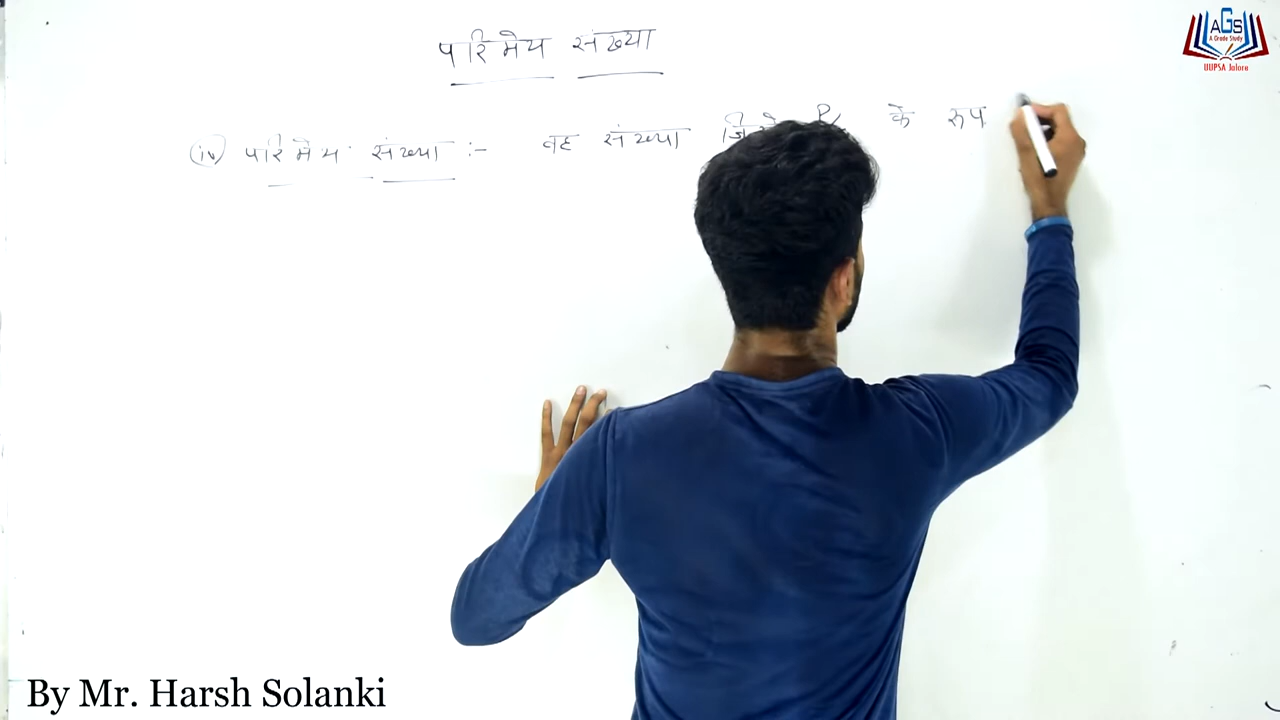 परिमेय संख्या
(iv) परिमेय संख्या :- वह संख्या के रूप
AGS
A Grade Study
UUPSA Jalore
By Mr. Harsh Solanki